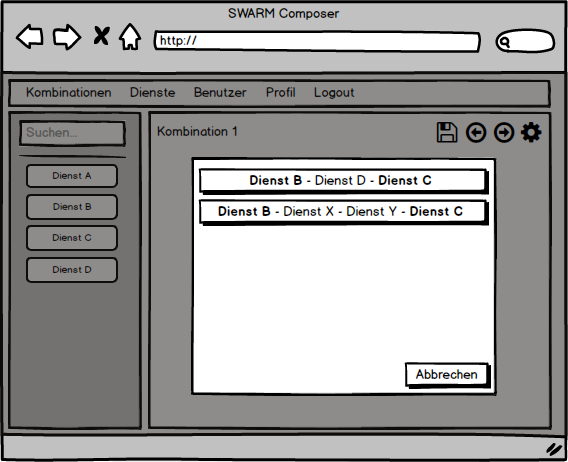 SWARM Composer
http://
Kombinationen Dienste Benutzer Profil Logout
Suchen...
Kombination 1
Dienst A
Dienst B
Dienst C
Dienst D
Dienst B - Dienst D - Dienst C
Dienst B - Dienst X - Dienst Y - Dienst C
Abbrechen